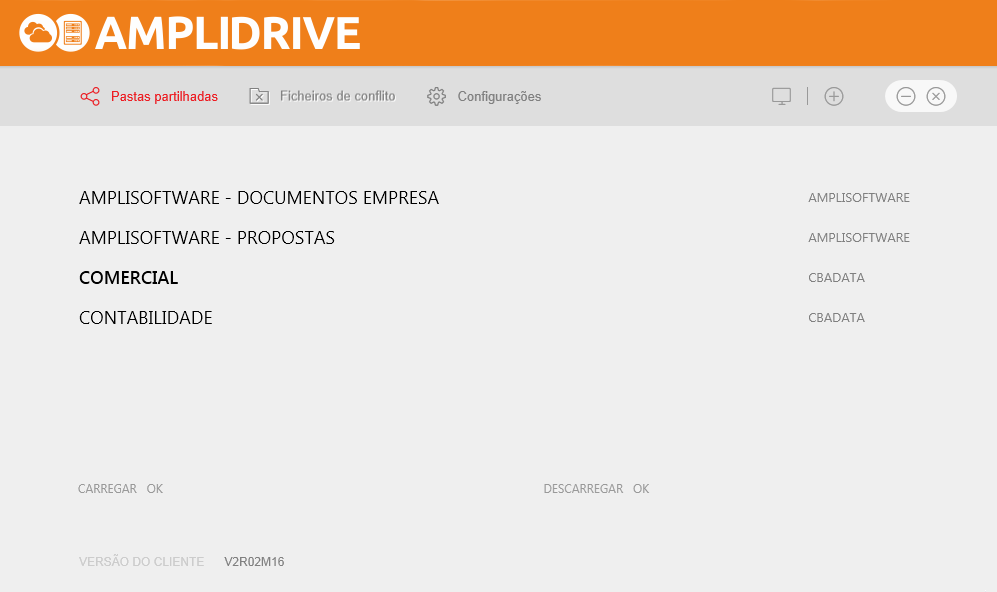 AMPLIDRIVE
Pastas partilhadas Ficheiros de conflito Configurações
AMPLISOFTWARE - DOCUMENTOS EMPRESA AMPLISOFTWARE
AMPLISOFTWARE - PROPOSTAS AMPLISOFTWARE
COMERCIAL CBADATA
CONTABILIDADE CBADATA
CARREGAR OK DESCARREGAR OK
VERSÃO DO CLIENTE V2R02M16